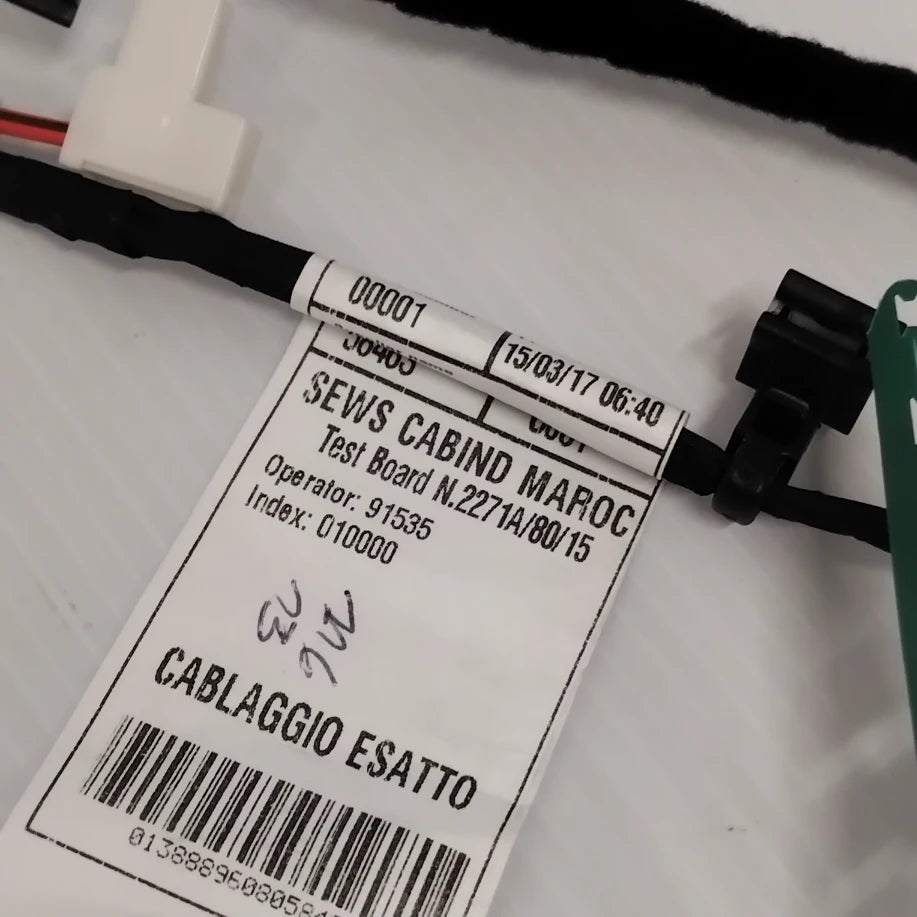 00001
15/03/17 06:40
SEWS CABIND MAROC
Test Board N.2271A/80/15
Operator: 91535
Index: 010000
CABLAGGIO ESATTO